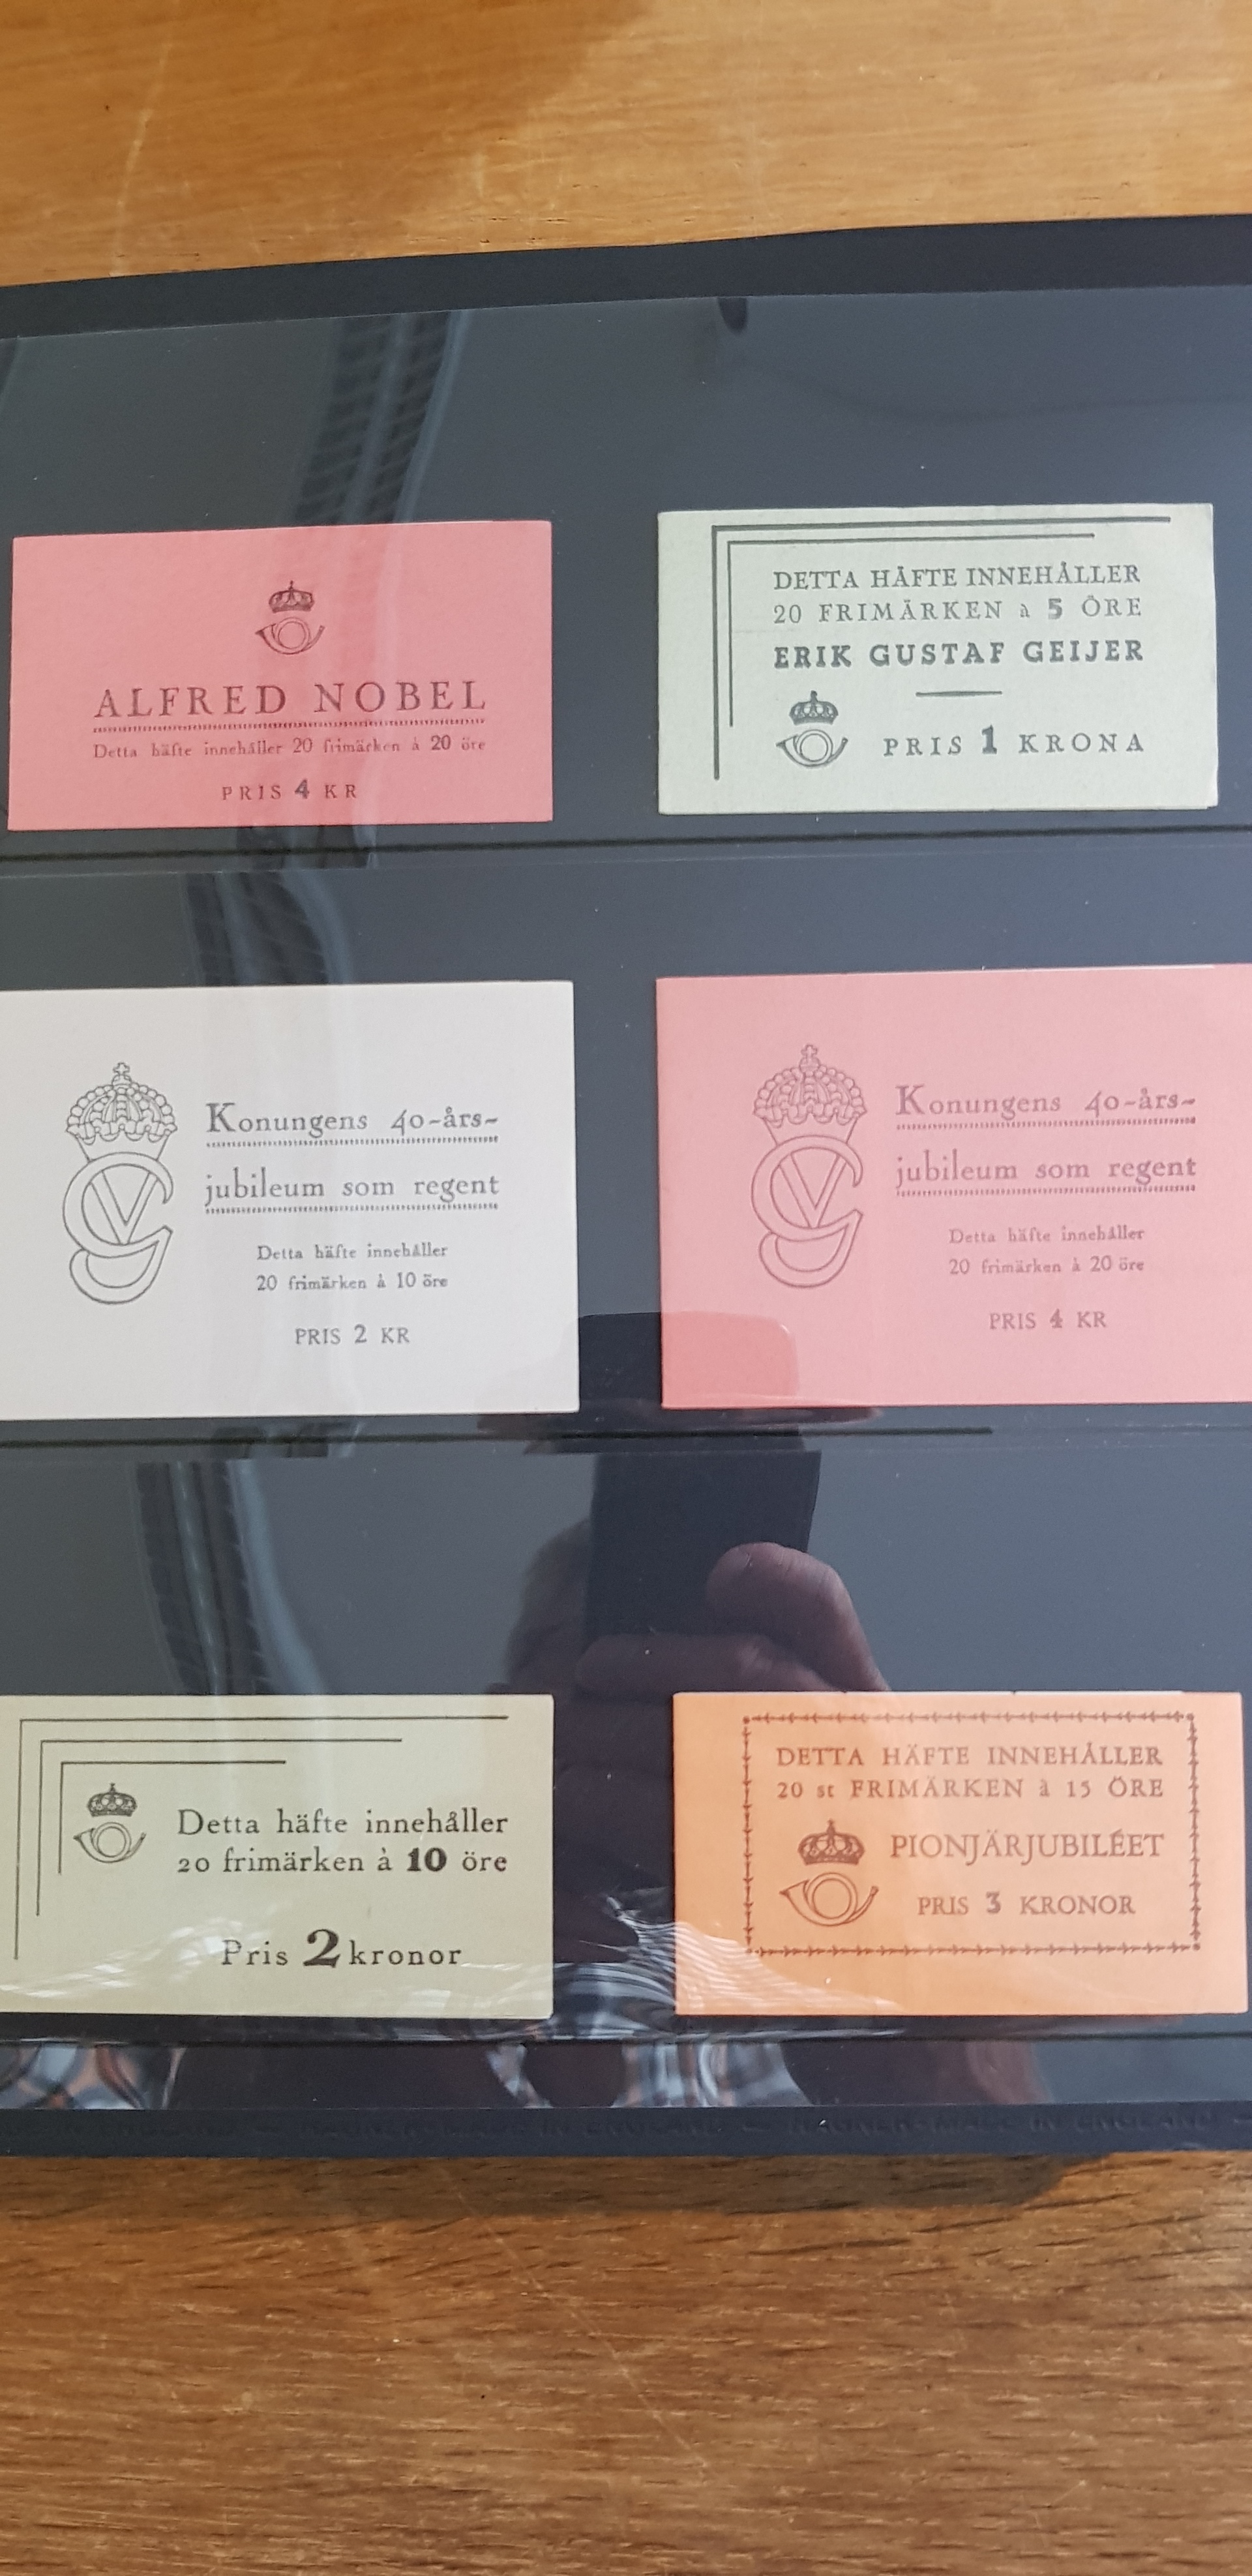 ALFRED NOBEL
Detta häfte innehåller 20 frimärken à 20 öre
PRIS 4 KR
DETTA HÄFTE INNEHÅLLER
20 FRIMÄRKEN à 5 ÖRE
ERIK GUSTAF GEIJER
PRIS 1 KRONA
Konungens 40-års-
jubileum som regent
Detta häfte innehåller
20 frimärken à 10 öre
PRIS 2 KR
Konungens 40-års-
jubileum som regent
Detta häfte innehåller
20 frimärken à 20 öre
PRIS 4 KR
Detta häfte innehåller
20 frimärken à 10 öre
Pris 2 kronor
DETTA HÄFTE INNEHÅLLER
20 st FRIMÄRKEN à 15 ÖRE
PIONJÄRJUBILÉET
PRIS 3 KRONOR